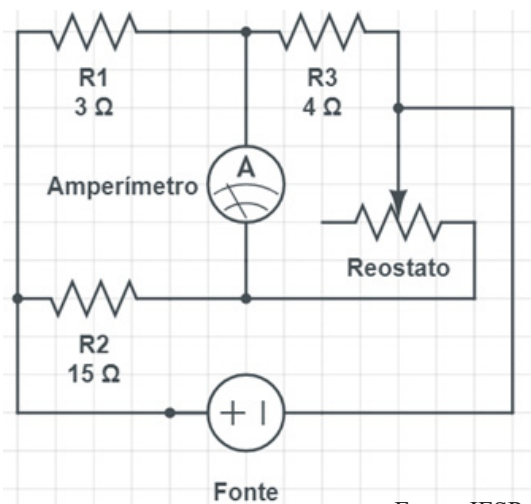 R1
3 Ω
R3
4 Ω
A
Amperímetro
Reostato
R2
15 Ω
Fonte